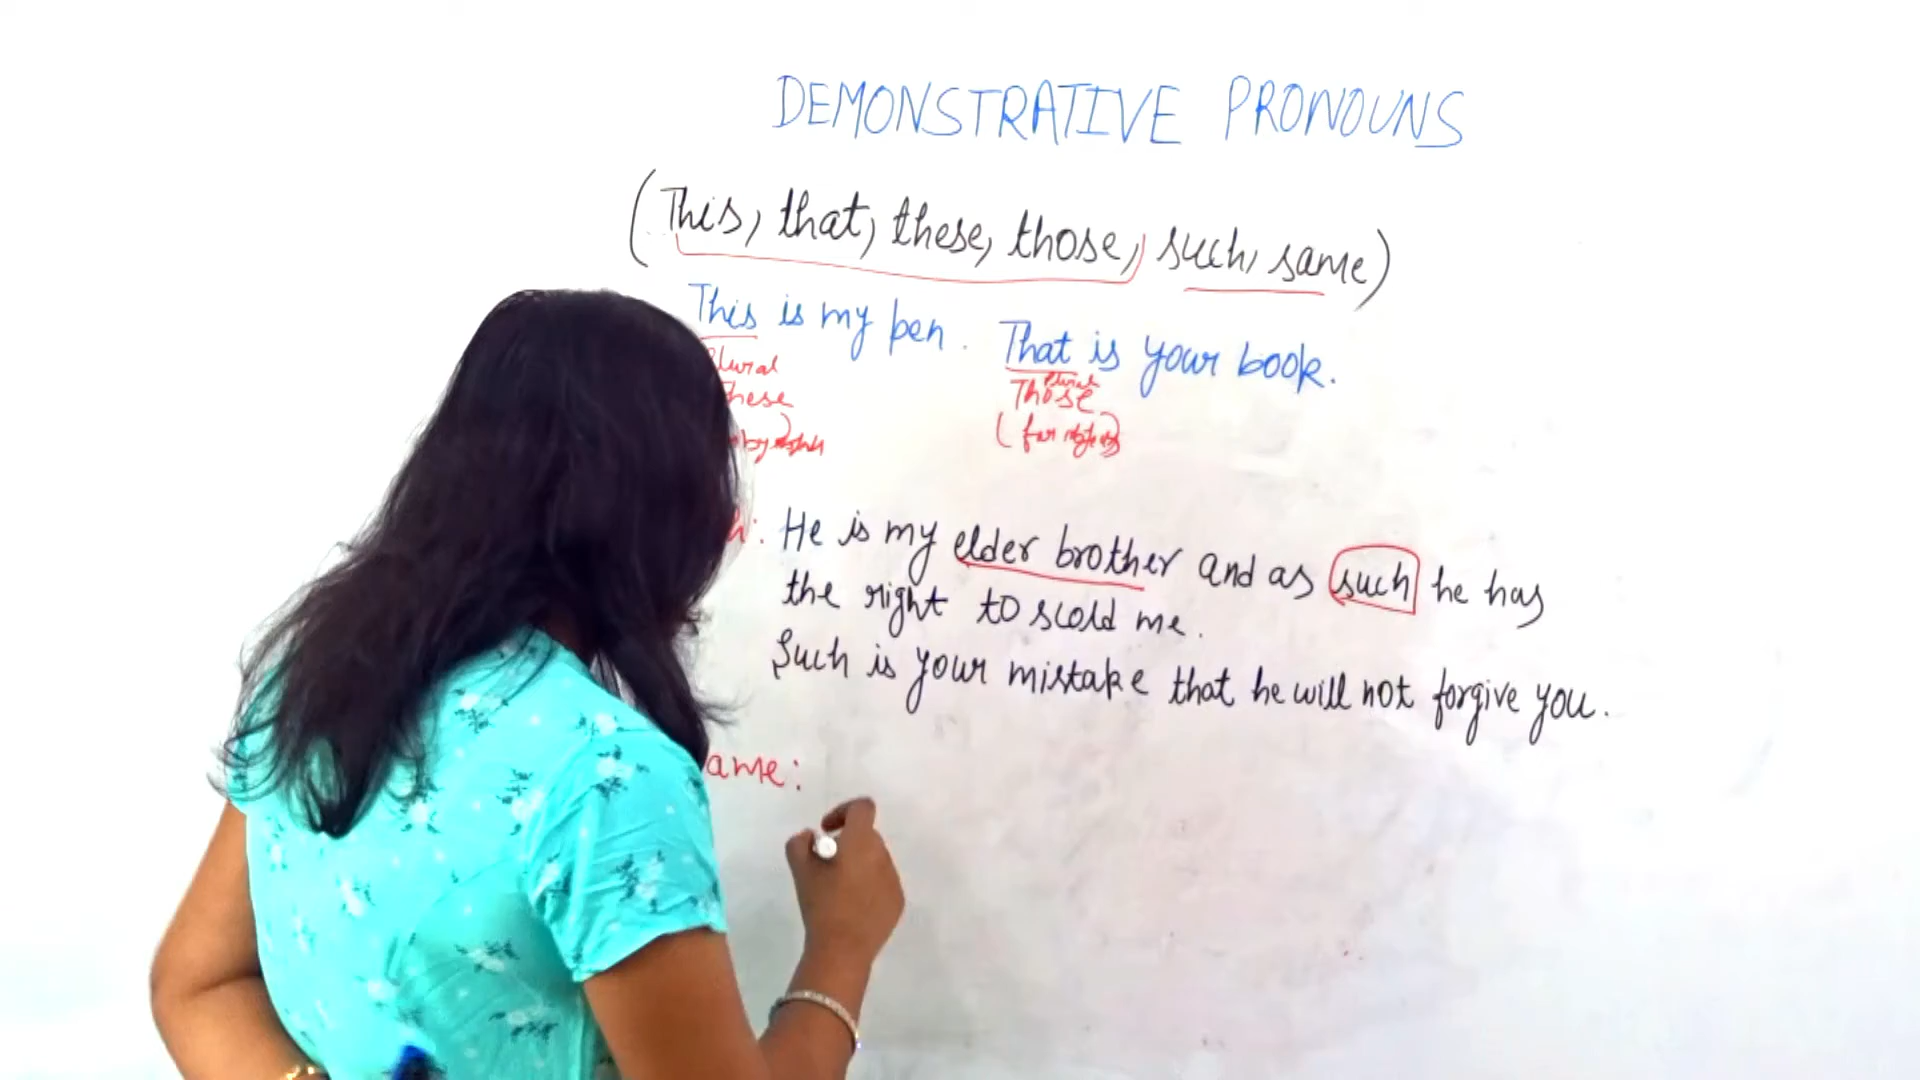 DEMONSTRATIVE PRONOUNS
(This, that, these, those, such, same)
This is my pen. That is your book.
plural
these
plural
Those
He is my elder brother and as such he has
the right to scold me.
Such is your mistake that he will not forgive you.
ame: